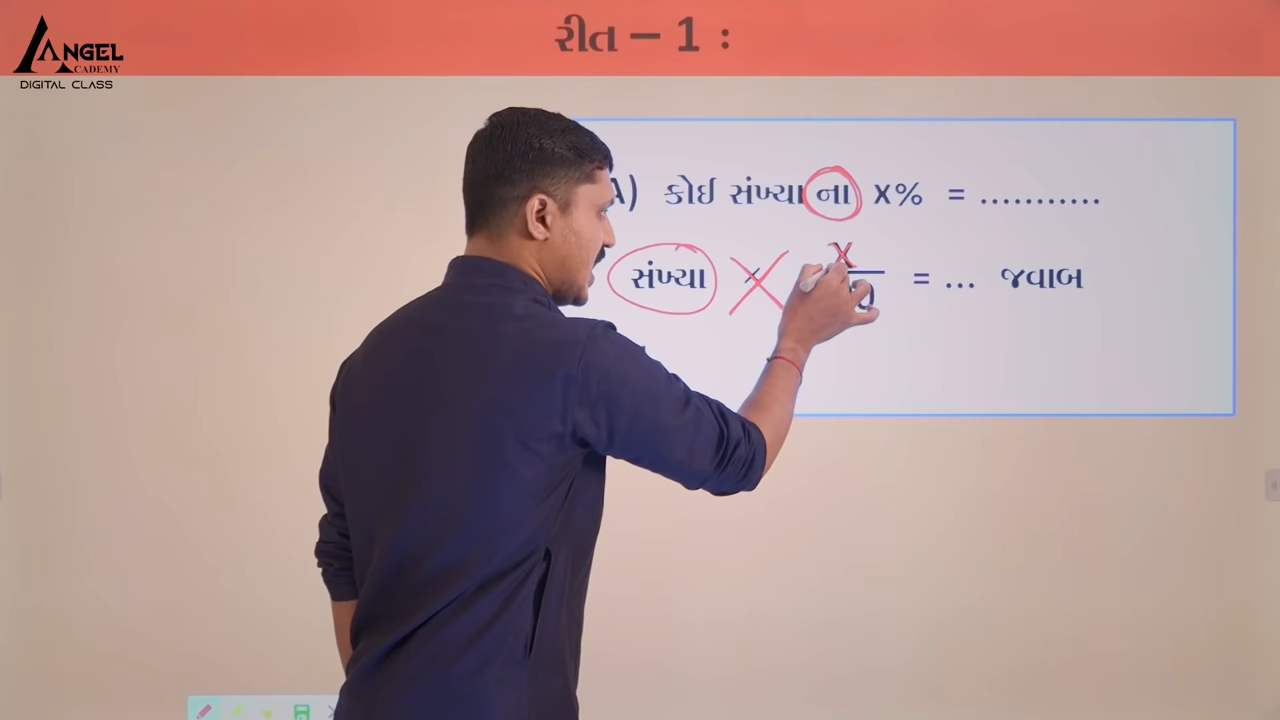 રીત – 1 :
ANGEL
ACADEMY
DIGITAL CLASS
A) કોઈ સંખ્યા ના x% = ...........
સંખ્યા × x = ... જવાબ